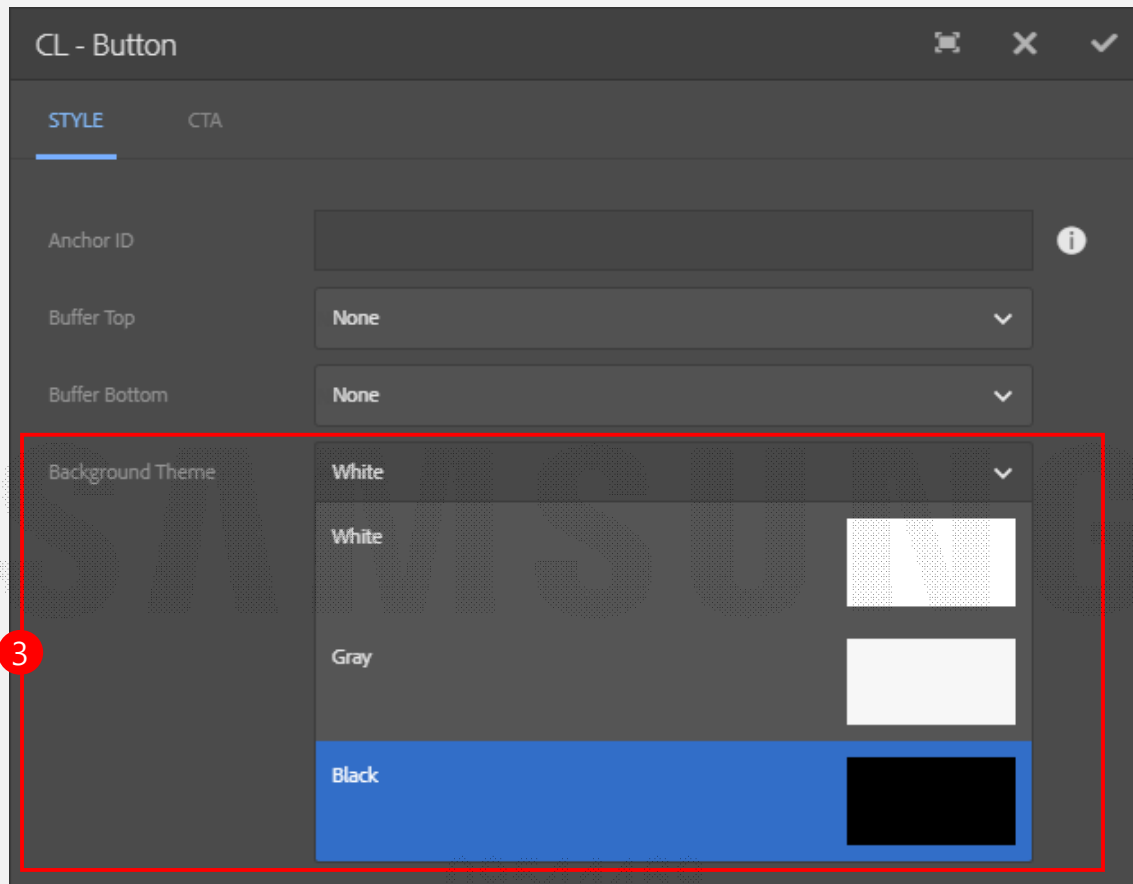 CL - Button
STYLE CTA
Anchor ID
Buffer Top None
Buffer Bottom None
Background Theme White
White
SAMSUNG
3
Gray
Black